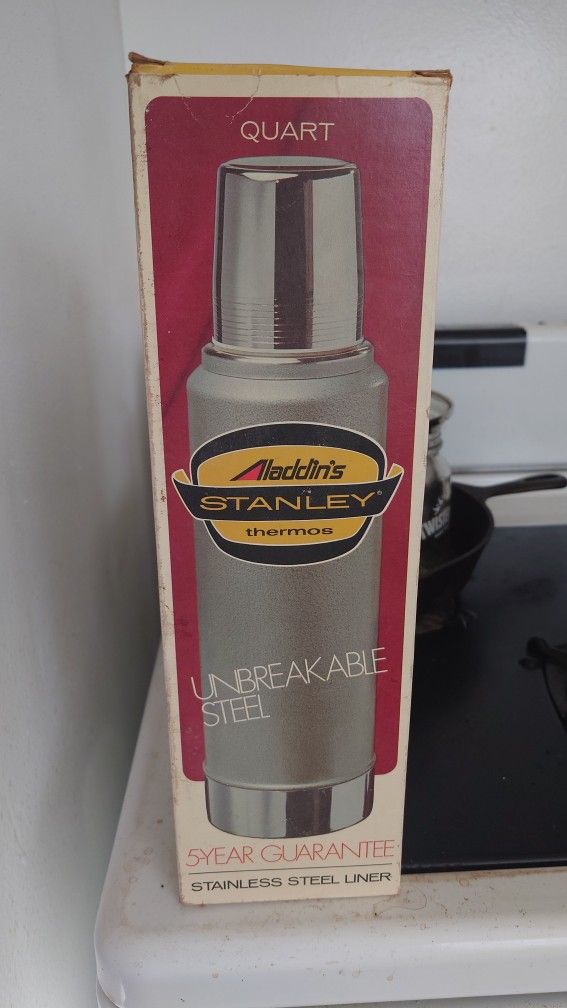 QUART
Aladdin's
STANLEY®
thermos
UNBREAKABLE
STEEL
5-YEAR GUARANTEE
STAINLESS STEEL LINER